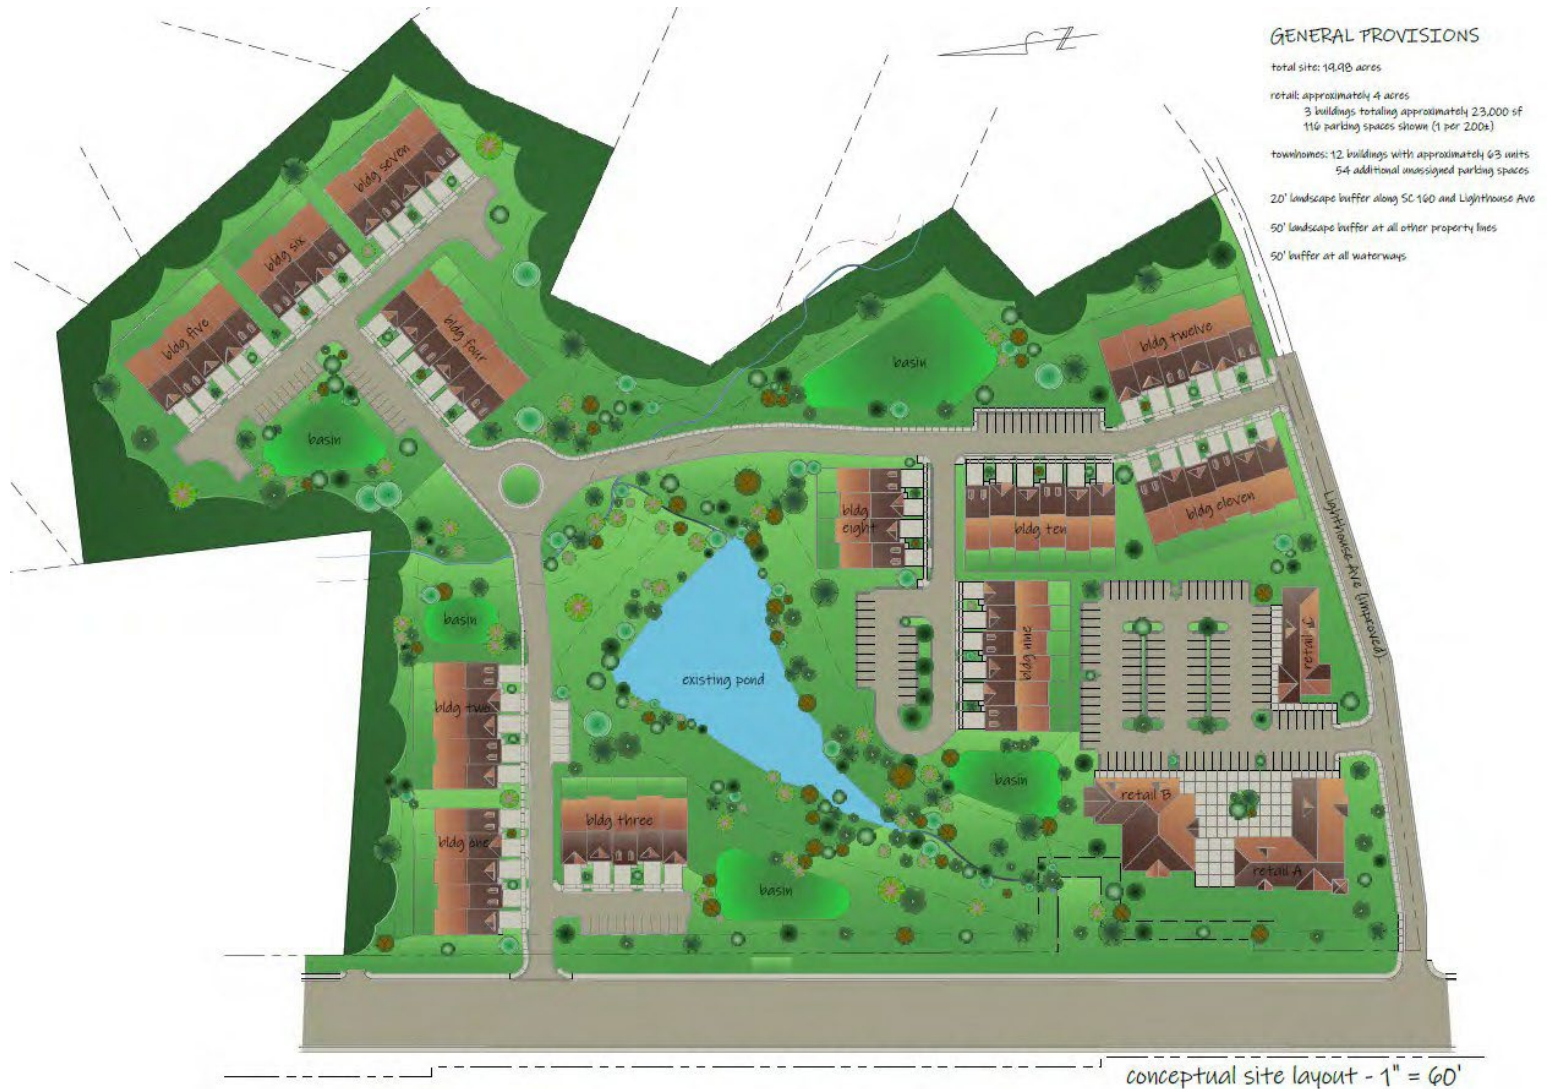 GENERAL PROVISIONS
total site: 19.98 acres
retail: approximately 4 acres
3 buildings totaling approximately 23,000 sf
116 parking spaces shown (1 per 200±)
townhomes: 12 buildings with approximately 63 units
54 additional unassigned parking spaces
20' landscape buffer along SC 160 and Lighthouse Ave
50' landscape buffer at all other property lines
50' buffer at all waterways
N
bldg seven
bldg six
bldg five
bldg four
bldg twelve
basin
basin
bldg eleven
bldg eight
bldg ten
Lighthouse Ave (improved)
basin
bldg nine
retail C
existing pond
bldg two
basin
retail B
bldg three
bldg one
retail A
basin
conceptual site layout - 1" = 60'